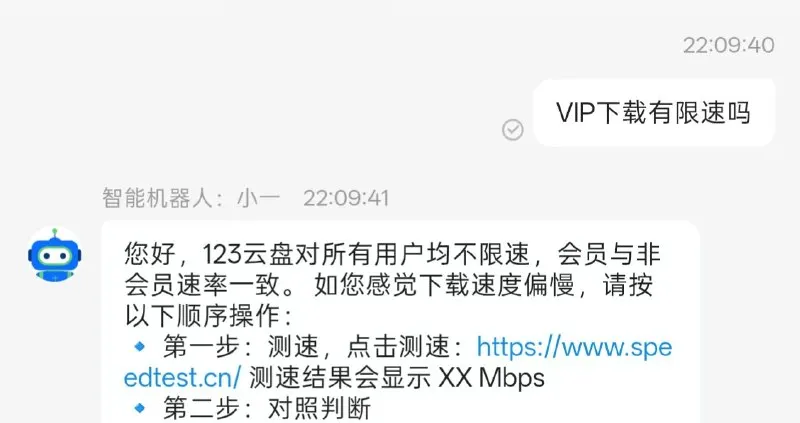 22:09:40
VIP下载有限速吗
智能机器人：小一 22:09:41
您好，123云盘对所有用户均不限速，会员与非
会员速率一致。 如您感觉下载速度偏慢，请按
以下顺序操作：
🔹 第一步：测速，点击测速：https://www.spe
edtest.cn/ 测速结果会显示 XX Mbps
🔹 第二步：对照判断